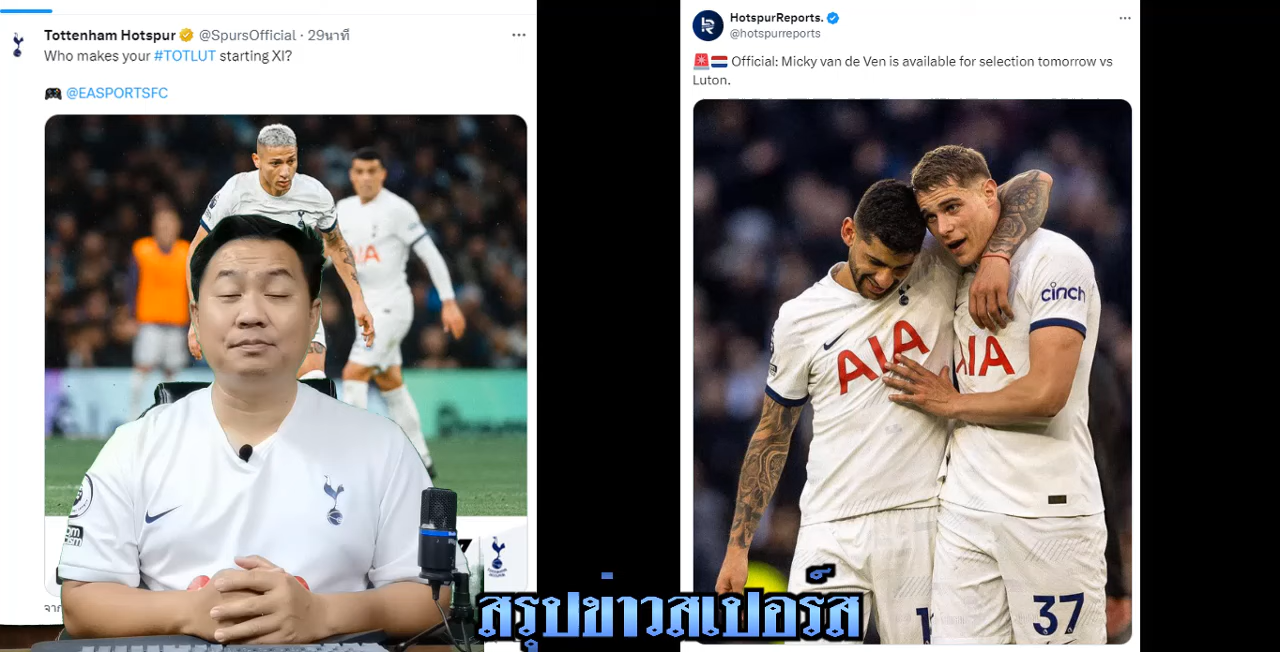 Tottenham Hotspur @SpursOfficial · 29นาที
Who makes your #TOTLUT starting XI?
@EASPORTSFC
HotspurReports.
@hotspurreports
Official: Micky van de Ven is available for selection tomorrow vs
Luton.
cinch
AIA
AIA
AIA
37
สรุปข่าวสเปอร์ส